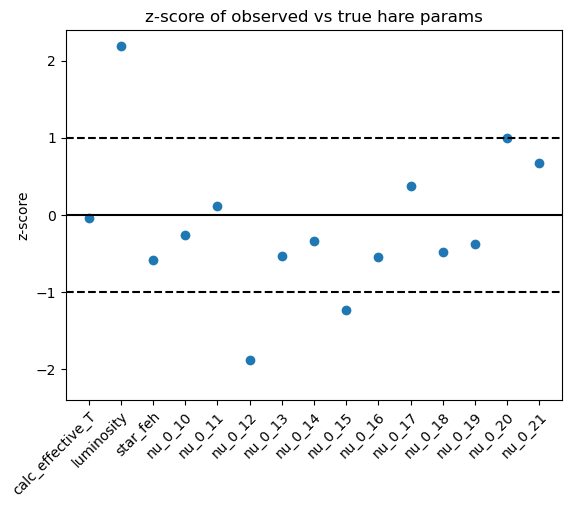 z-score of observed vs true hare params
z-score
2
1
0
−1
−2
calc_effective_T
luminosity
star_feh
nu_0_10
nu_0_11
nu_0_12
nu_0_13
nu_0_14
nu_0_15
nu_0_16
nu_0_17
nu_0_18
nu_0_19
nu_0_20
nu_0_21